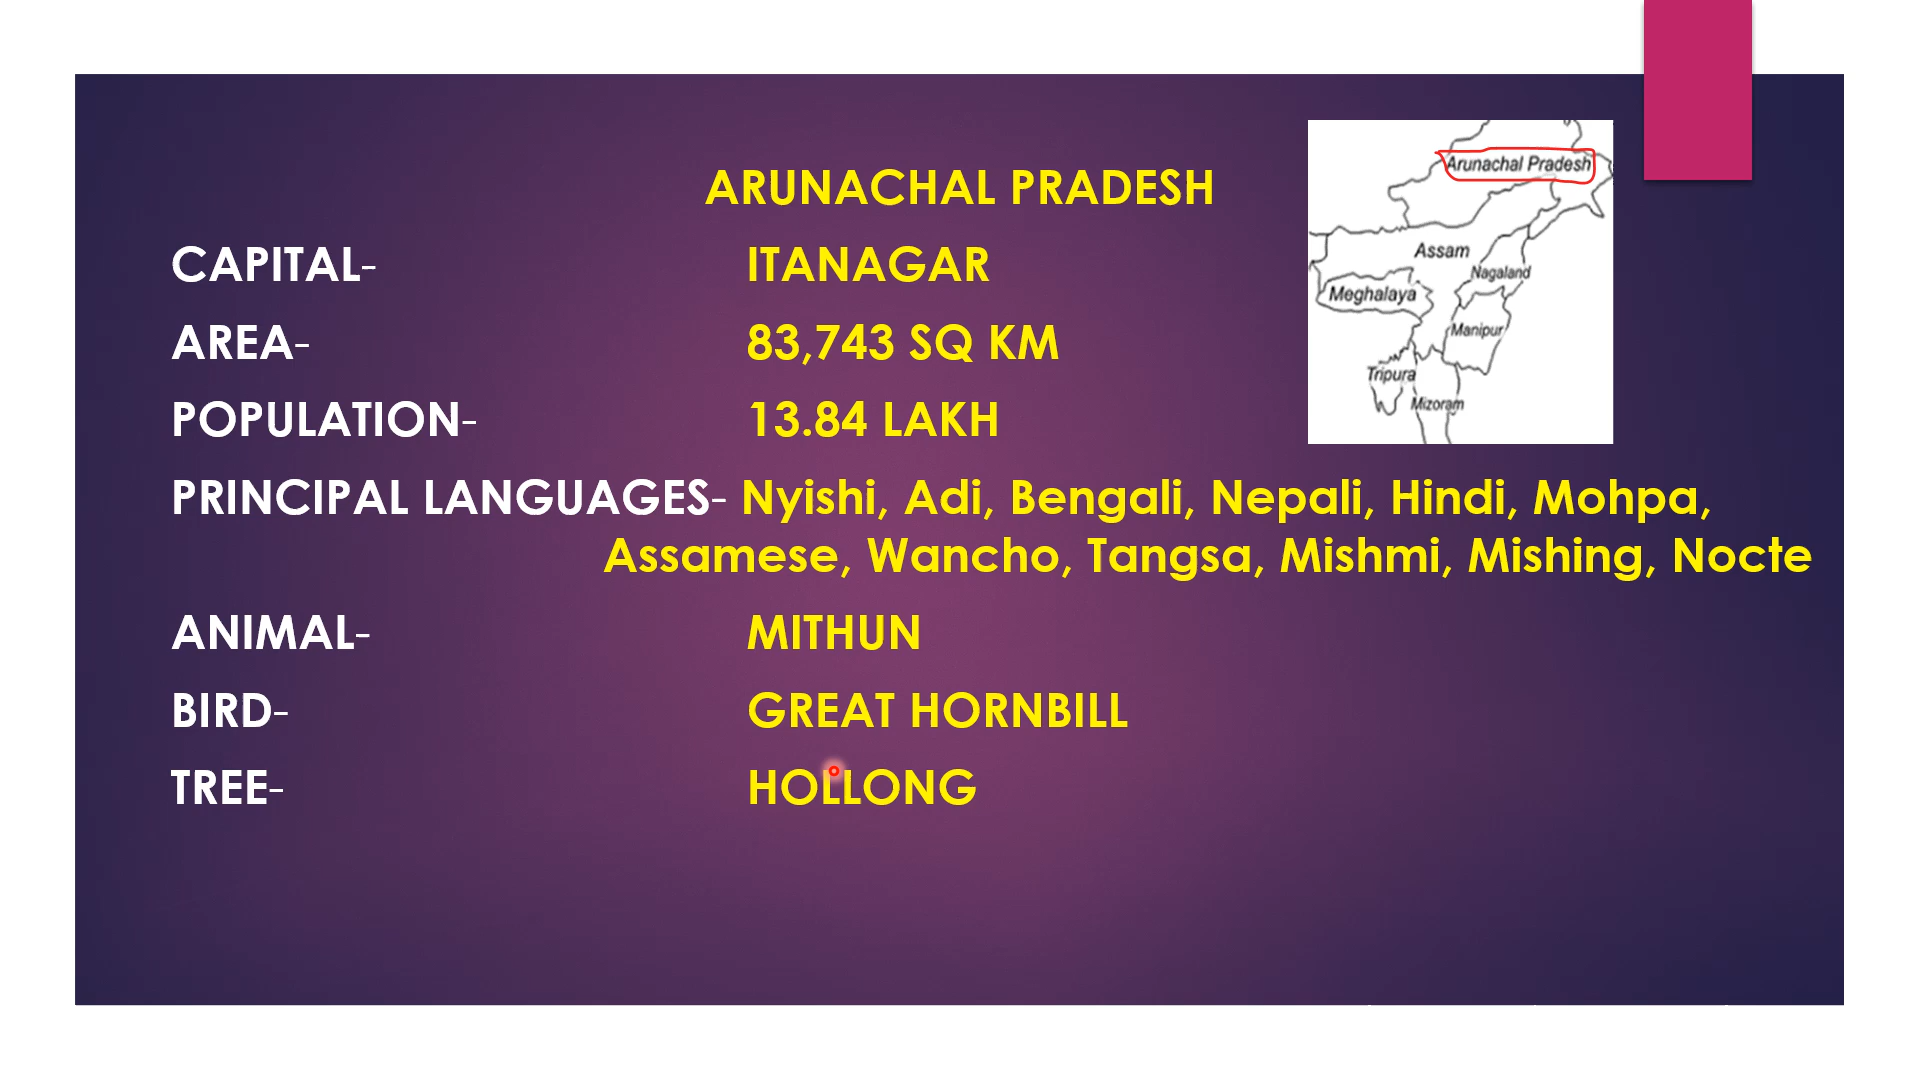 ARUNACHAL PRADESH
CAPITAL- ITANAGAR
AREA- 83,743 SQ KM
POPULATION- 13.84 LAKH
PRINCIPAL LANGUAGES- Nyishi, Adi, Bengali, Nepali, Hindi, Mohpa,
Assamese, Wancho, Tangsa, Mishmi, Mishing, Nocte
ANIMAL- MITHUN
BIRD- GREAT HORNBILL
TREE- HOLLONG
Arunachal Pradesh
Assam
Nagaland
Meghalaya
Manipur
Tripura
Mizoram